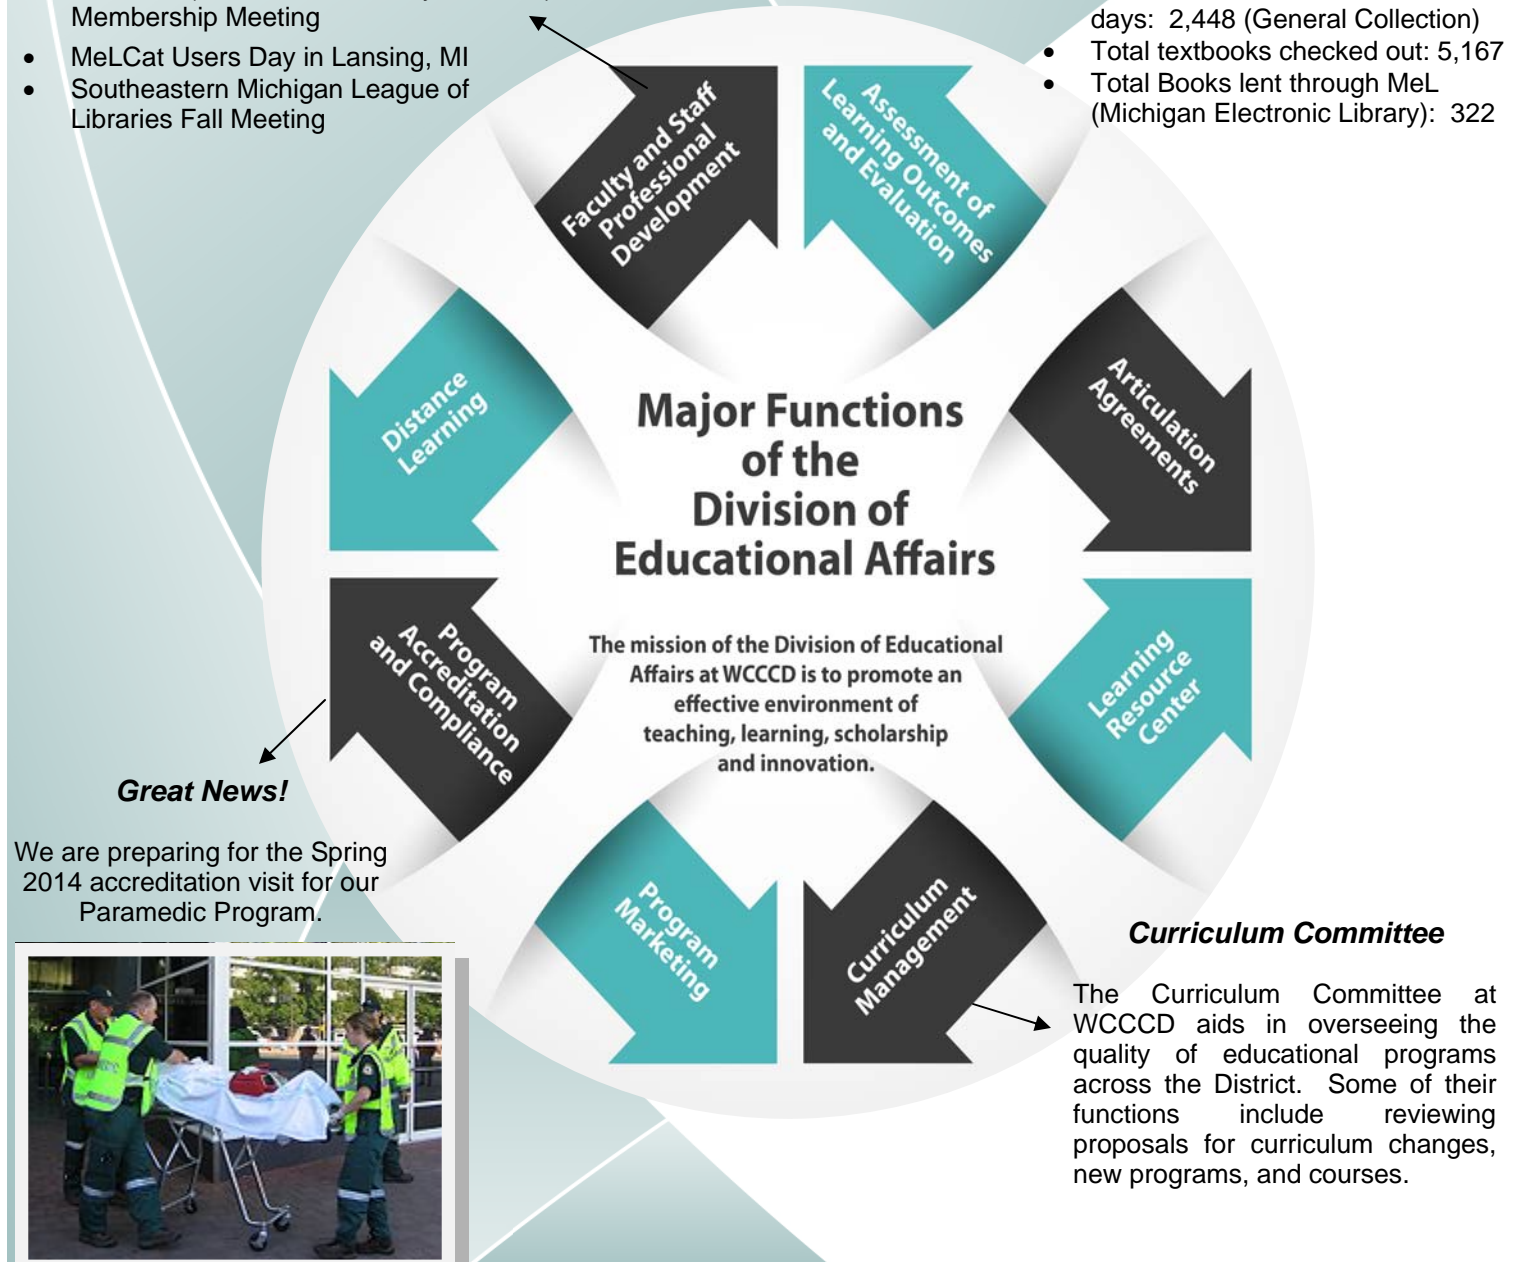 Membership Meeting
• MeLCat Users Day in Lansing, MI
• Southeastern Michigan League of
Libraries Fall Meeting
days: 2,448 (General Collection)
• Total textbooks checked out: 5,167
• Total Books lent through MeL
(Michigan Electronic Library): 322
Faculty and Staff
Professional
Development
Assessment of
Learning Outcomes
and Evaluation
Distance
Learning
Articulation
Agreements
Major Functions
of the
Division of
Educational Affairs
The mission of the Division of Educational
Affairs at WCCCD is to promote an
effective environment of
teaching, learning, scholarship
and innovation.
Program
Accreditation
and Compliance
Learning
Resource
Center
Program
Marketing
Curriculum
Management
Great News!
We are preparing for the Spring
2014 accreditation visit for our
Paramedic Program.
Curriculum Committee
The Curriculum Committee at
WCCCD aids in overseeing the
quality of educational programs
across the District. Some of their
functions include reviewing
proposals for curriculum changes,
new programs, and courses.